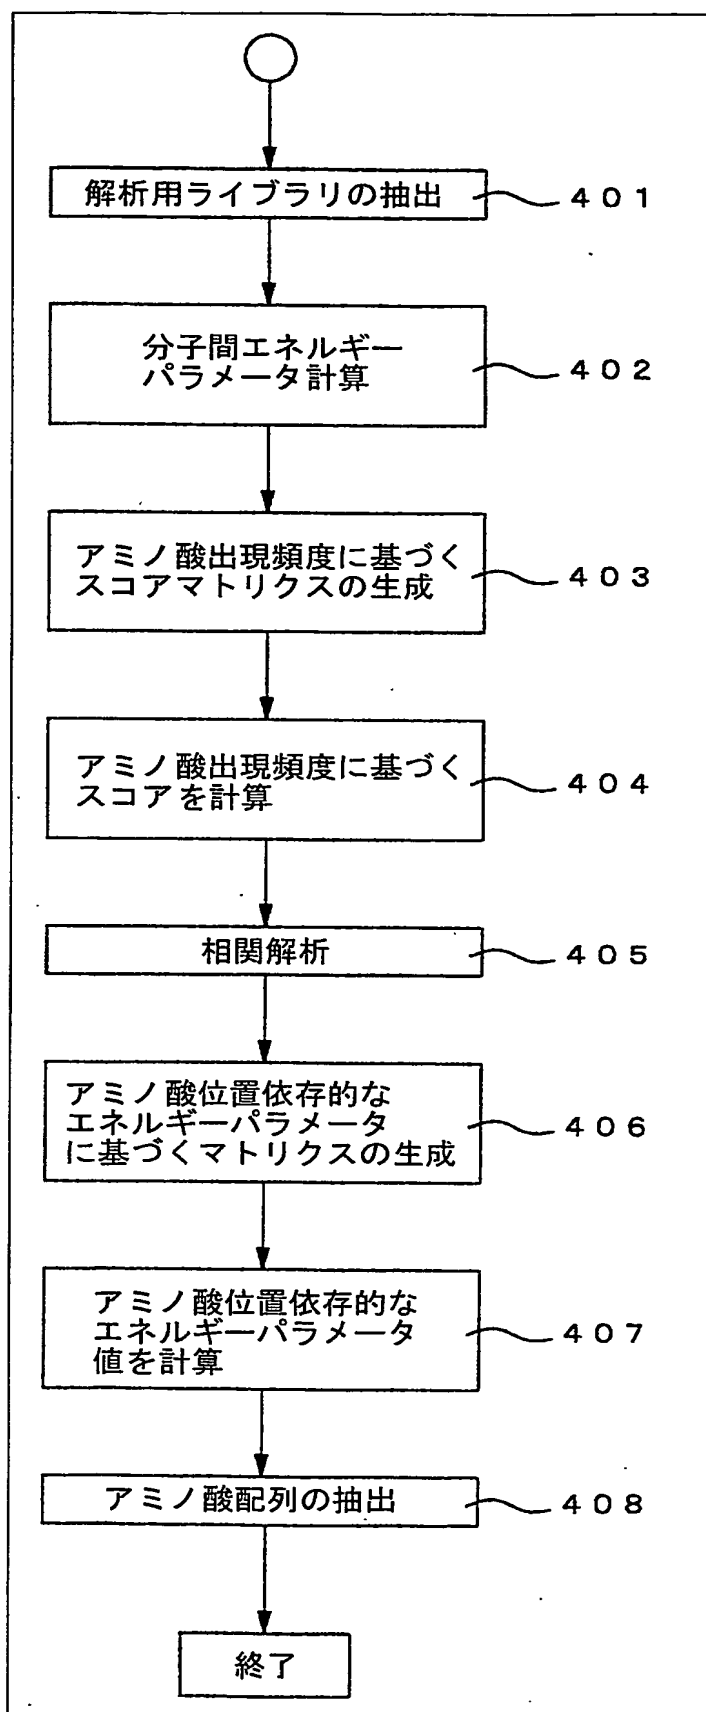 解析用ライブラリの抽出
401
分子間エネルギー
パラメータ計算
402
アミノ酸出現頻度に基づく
スコアマトリクスの生成
403
アミノ酸出現頻度に基づく
スコアを計算
404
相関解析
405
アミノ酸位置依存的な
エネルギーパラメータ
に基づくマトリクスの生成
406
アミノ酸位置依存的な
エネルギーパラメータ
値を計算
407
アミノ酸配列の抽出
408
終了